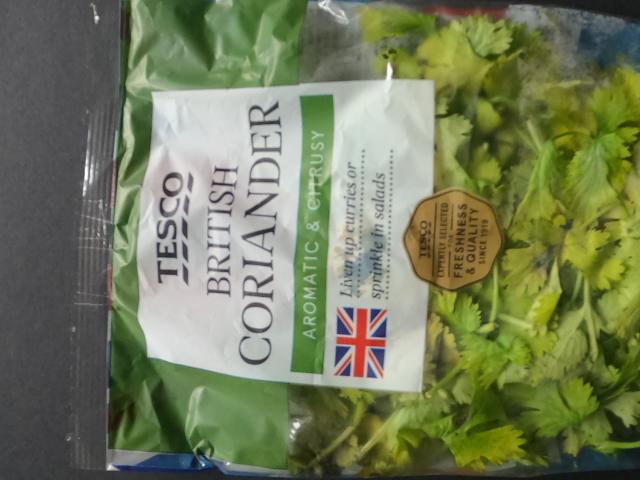 TESCO
BRITISH
CORIANDER
AROMATIC & CITRUSY
Liven up curries or
sprinkle in salads
TESCO
EXPERTLY SELECTED
FRESHNESS
& QUALITY
SINCE 1919